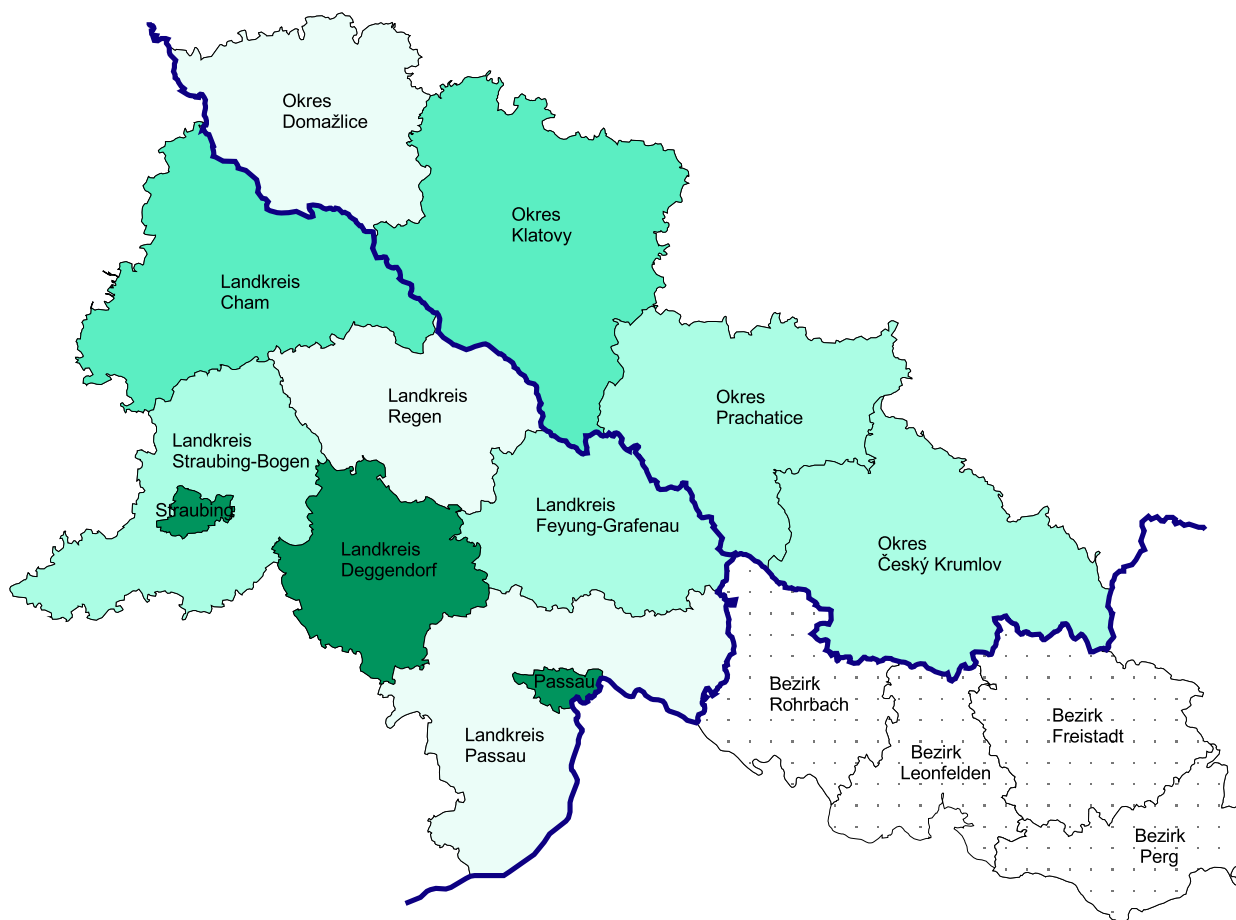 Okres
Domažlice
Okres
Klatovy
Landkreis
Cham
Landkreis
Regen
Okres
Prachatice
Landkreis
Straubing-Bogen
Straubing
Landkreis
Feyung-Grafenau
Landkreis
Deggendorf
Okres
Český Krumlov
Passau
Bezirk
Rohrbach
Landkreis
Passau
Bezirk
Freistadt
Bezirk
Leonfelden
Bezirk
Perg